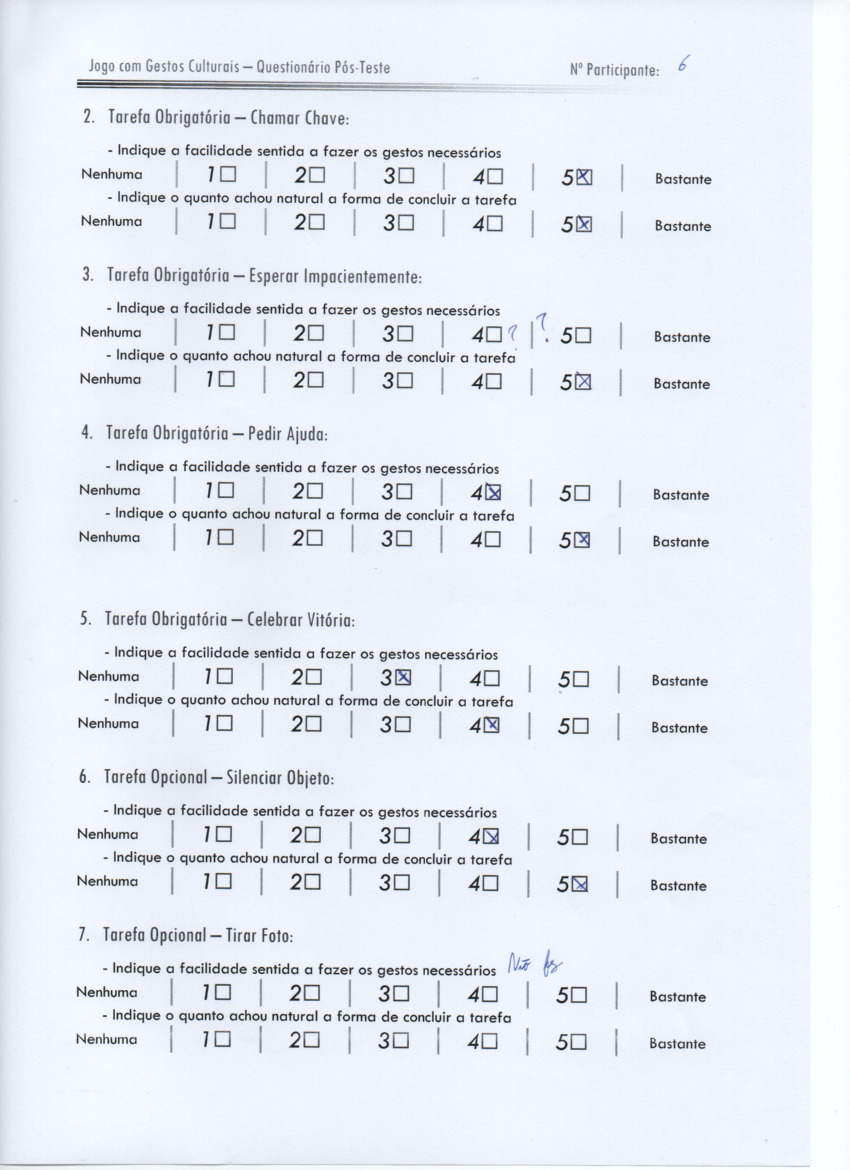 Jogo com Gestos Culturais – Questionário Pós-Teste Nº Participante: 6
2. Tarefa Obrigatória – Chamar Chave:
- Indique a facilidade sentida a fazer os gestos necessários
Nenhuma | 1☐ | 2☐ | 3☐ | 4☐ | 5☒ | Bastante
- Indique o quanto achou natural a forma de concluir a tarefa
Nenhuma | 1☐ | 2☐ | 3☐ | 4☐ | 5☒ | Bastante
3. Tarefa Obrigatória – Esperar Impacientemente:
- Indique a facilidade sentida a fazer os gestos necessários
Nenhuma | 1☐ | 2☐ | 3☐ | 4☐ ? | ? 5☐ | Bastante
- Indique o quanto achou natural a forma de concluir a tarefa
Nenhuma | 1☐ | 2☐ | 3☐ | 4☐ | 5☒ | Bastante
4. Tarefa Obrigatória – Pedir Ajuda:
- Indique a facilidade sentida a fazer os gestos necessários
Nenhuma | 1☐ | 2☐ | 3☐ | 4☒ | 5☐ | Bastante
- Indique o quanto achou natural a forma de concluir a tarefa
Nenhuma | 1☐ | 2☐ | 3☐ | 4☐ | 5☒ | Bastante
5. Tarefa Obrigatória – Celebrar Vitória:
- Indique a facilidade sentida a fazer os gestos necessários
Nenhuma | 1☐ | 2☐ | 3☒ | 4☐ | 5☐ | Bastante
- Indique o quanto achou natural a forma de concluir a tarefa
Nenhuma | 1☐ | 2☐ | 3☐ | 4☒ | 5☐ | Bastante
6. Tarefa Opcional – Silenciar Objeto:
- Indique a facilidade sentida a fazer os gestos necessários
Nenhuma | 1☐ | 2☐ | 3☐ | 4☒ | 5☐ | Bastante
- Indique o quanto achou natural a forma de concluir a tarefa
Nenhuma | 1☐ | 2☐ | 3☐ | 4☐ | 5☒ | Bastante
7. Tarefa Opcional – Tirar Foto:
- Indique a facilidade sentida a fazer os gestos necessários Não fez
Nenhuma | 1☐ | 2☐ | 3☐ | 4☐ | 5☐ | Bastante
- Indique o quanto achou natural a forma de concluir a tarefa
Nenhuma | 1☐ | 2☐ | 3☐ | 4☐ | 5☐ | Bastante